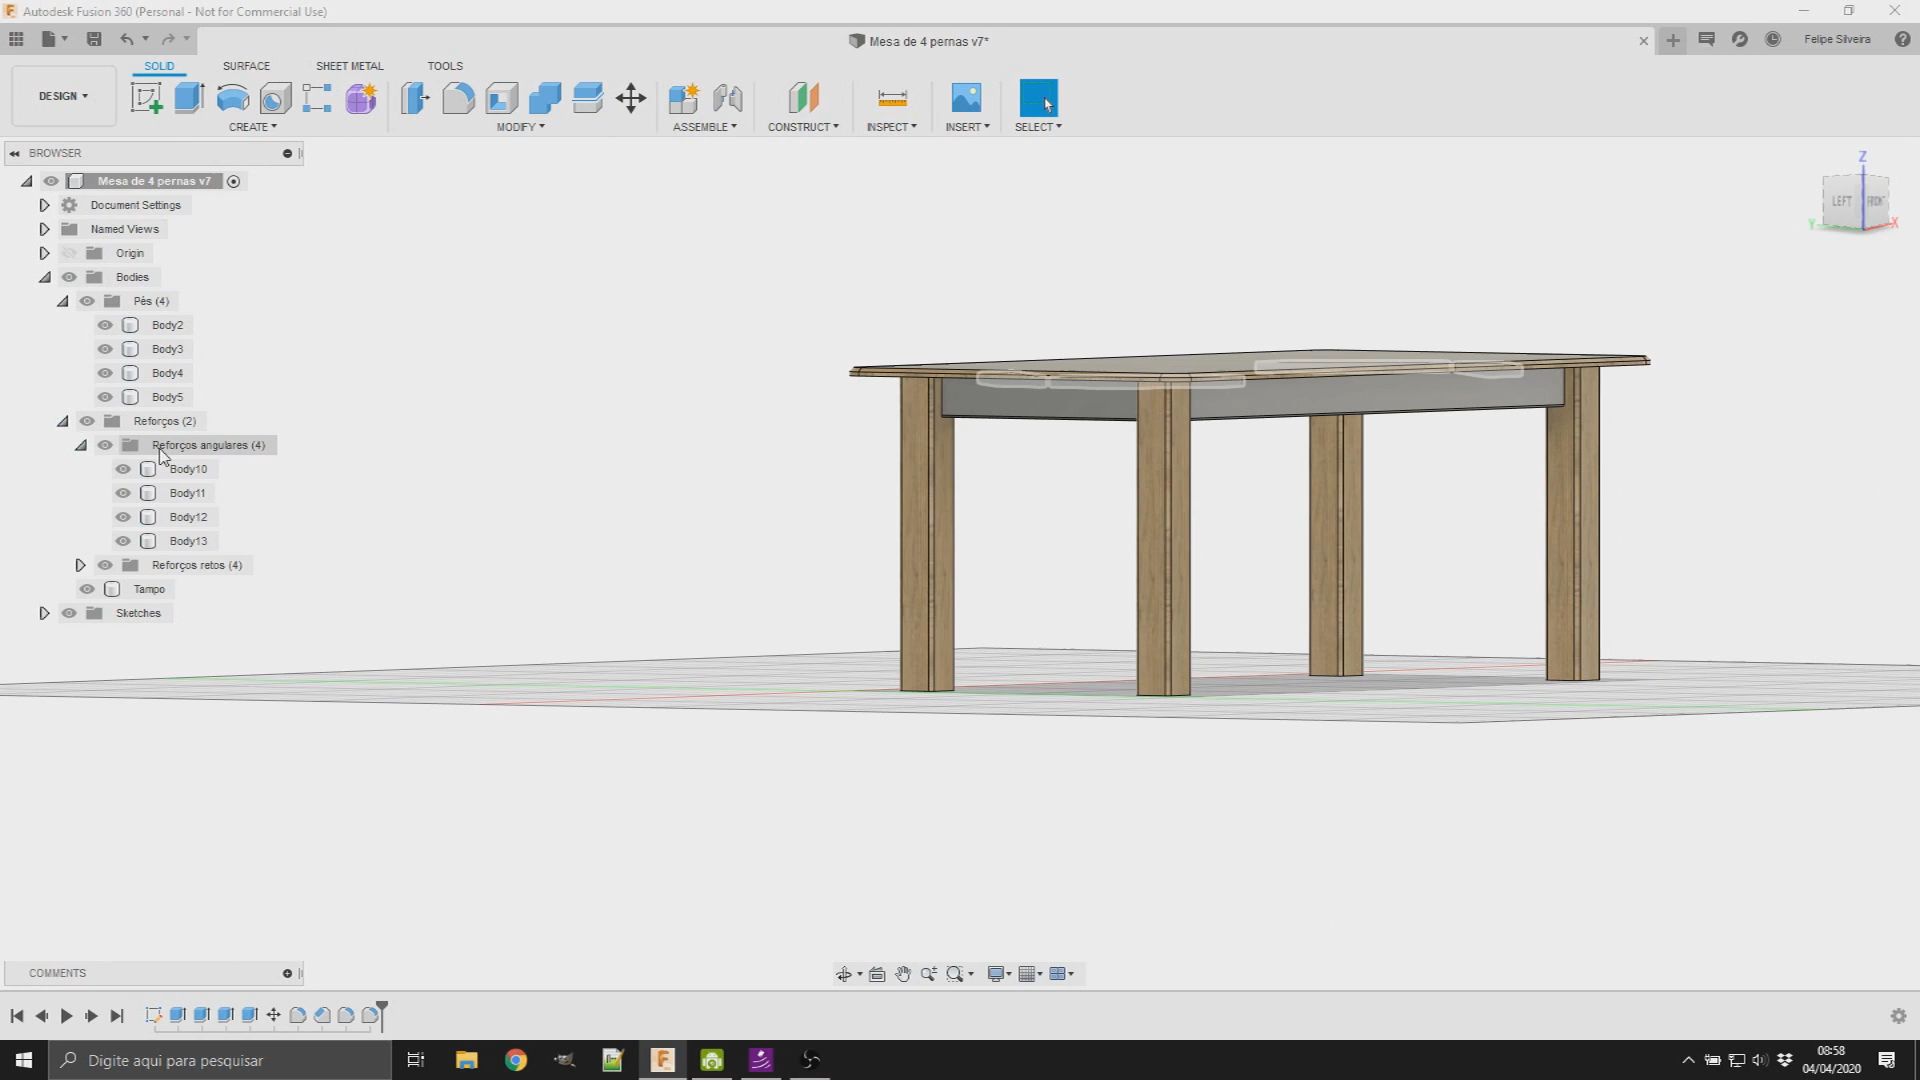 Autodesk Fusion 360 (Personal - Not for Commercial Use)
Mesa de 4 pernas v7*
Felipe Silveira
SOLID SURFACE SHEET METAL TOOLS
DESIGN
CREATE MODIFY ASSEMBLE CONSTRUCT INSPECT INSERT SELECT
BROWSER
Mesa de 4 pernas v7
Document Settings
Named Views
Origin
Bodies
Pés (4)
Body2
Body3
Body4
Body5
Reforços (2)
Reforços angulares (4)
Body10
Body11
Body12
Body13
Reforços retos (4)
Tampo
Sketches
Z
LEFT FRONT
Y X
COMMENTS
Digite aqui para pesquisar
08:58
04/04/2020